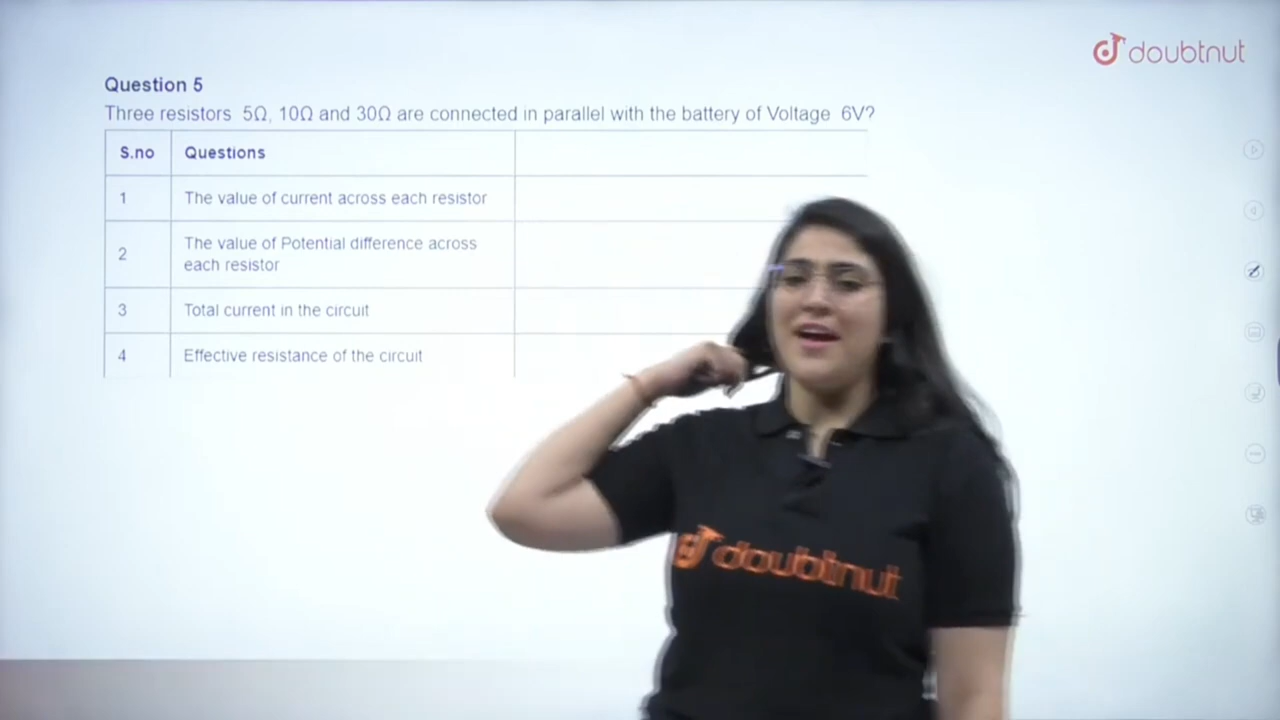 doubtnut
Question 5
Three resistors 5Ω, 10Ω and 30Ω are connected in parallel with the battery of Voltage 6V?
S.no Questions
1 The value of current across each resistor
2 The value of Potential difference across
each resistor
3 Total current in the circuit
4 Effective resistance of the circuit
doubtnut